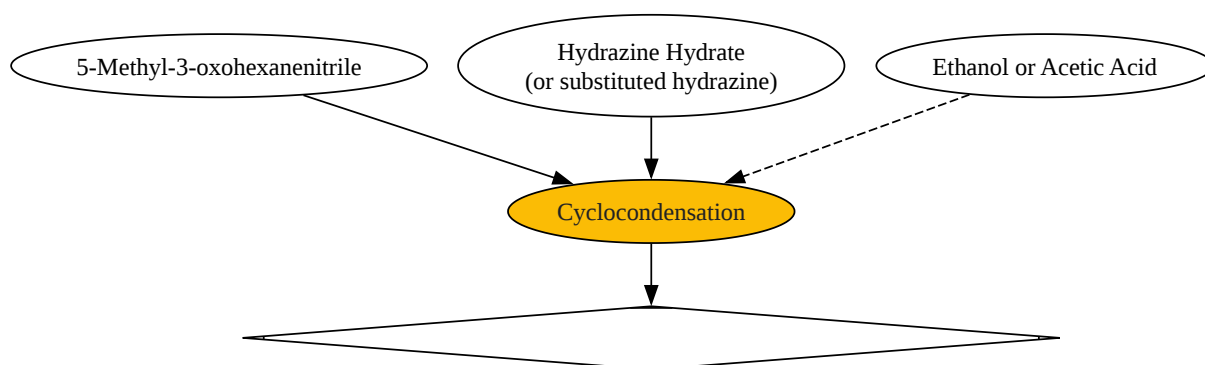 5-Methyl-3-oxohexanenitrile
Hydrazine Hydrate
(or substituted hydrazine)
Ethanol or Acetic Acid
Cyclocondensation